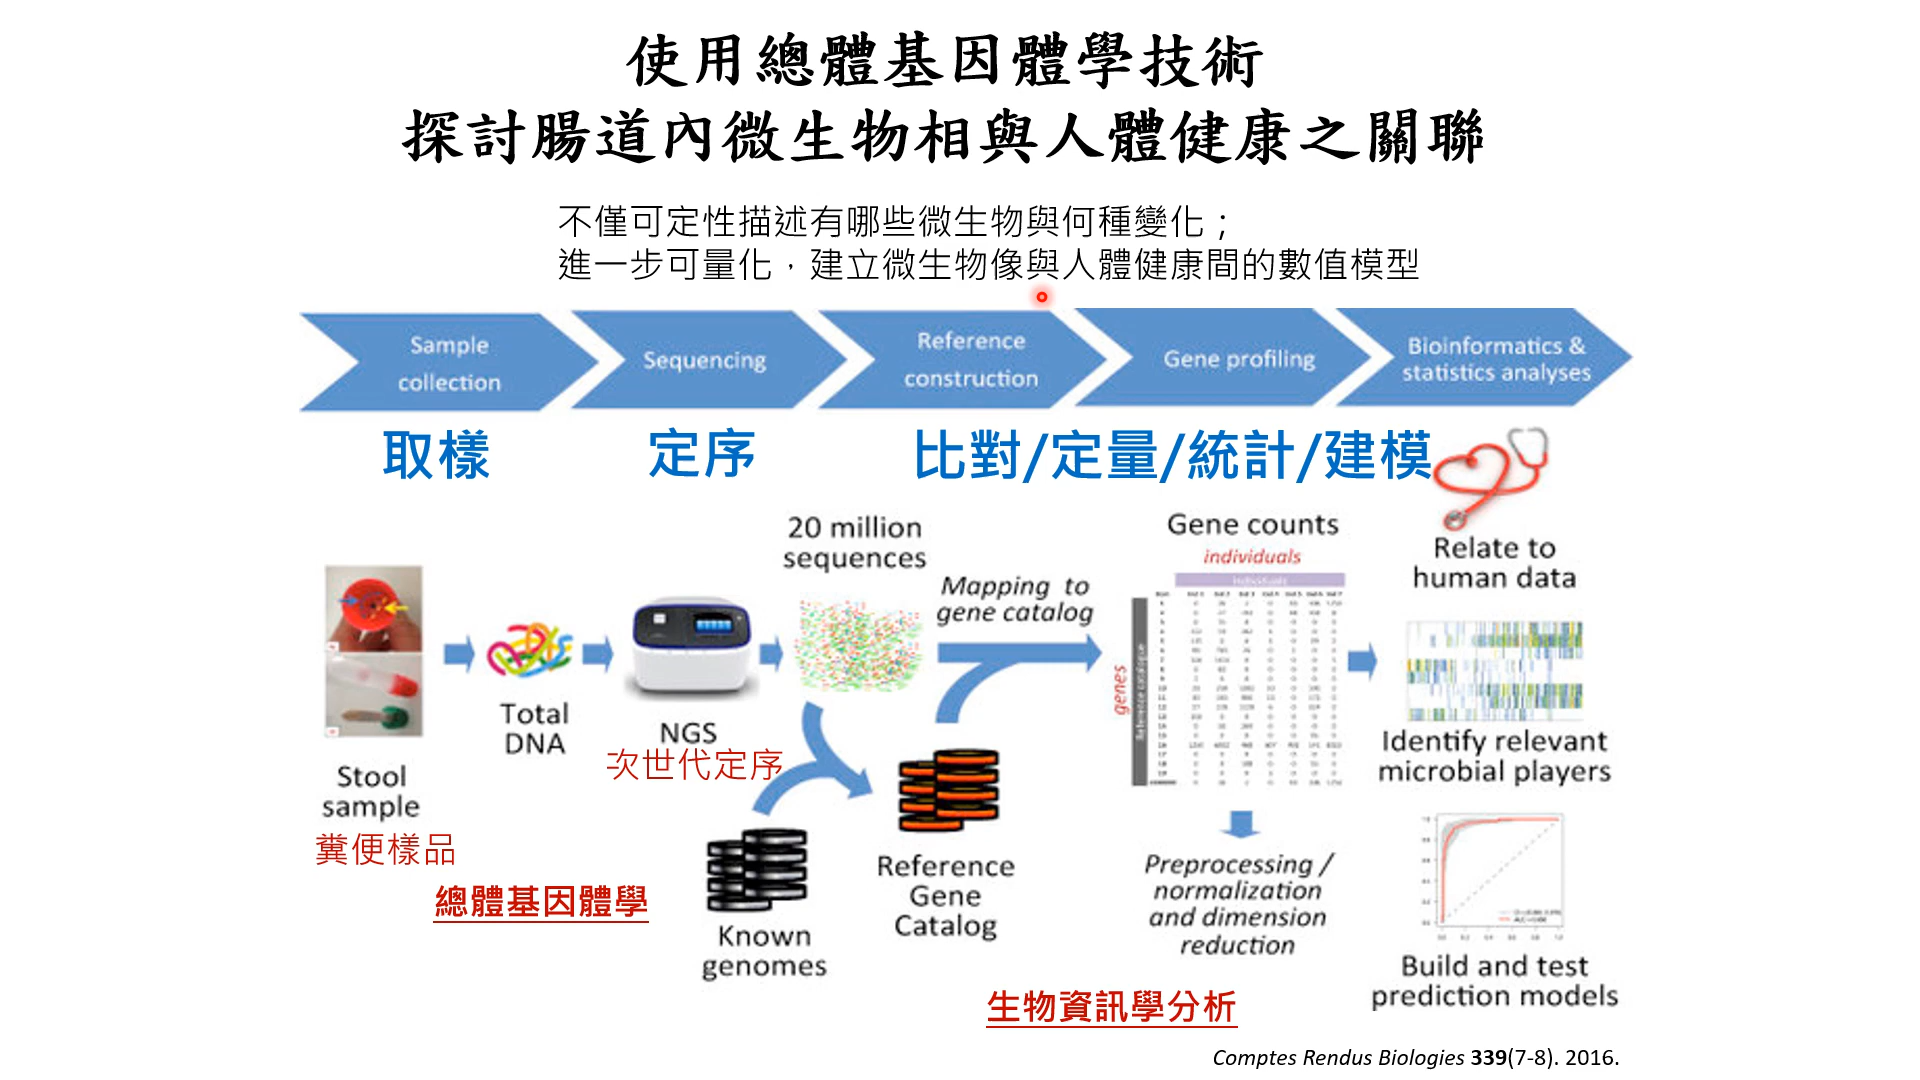 使用總體基因體學技術
探討腸道內微生物相與人體健康之關聯
不僅可定性描述有哪些微生物與何種變化；
進一步可量化，建立微生物像與人體健康間的數值模型
Sample
collection
Sequencing
Reference
construction
Gene profiling
Bioinformatics &
statistics analyses
取樣
定序
比對/定量/統計/建模
20 million
sequences
Mapping to
gene catalog
Gene counts
individuals
individuals
genes
Reference catalogue
Relate to
human data
Total
DNA
NGS
次世代定序
Stool
sample
糞便樣品
總體基因體學
Known
genomes
Reference
Gene
Catalog
Preprocessing /
normalization
and dimension
reduction
Identify relevant
microbial players
Build and test
prediction models
生物資訊學分析
Comptes Rendus Biologies 339(7-8). 2016.